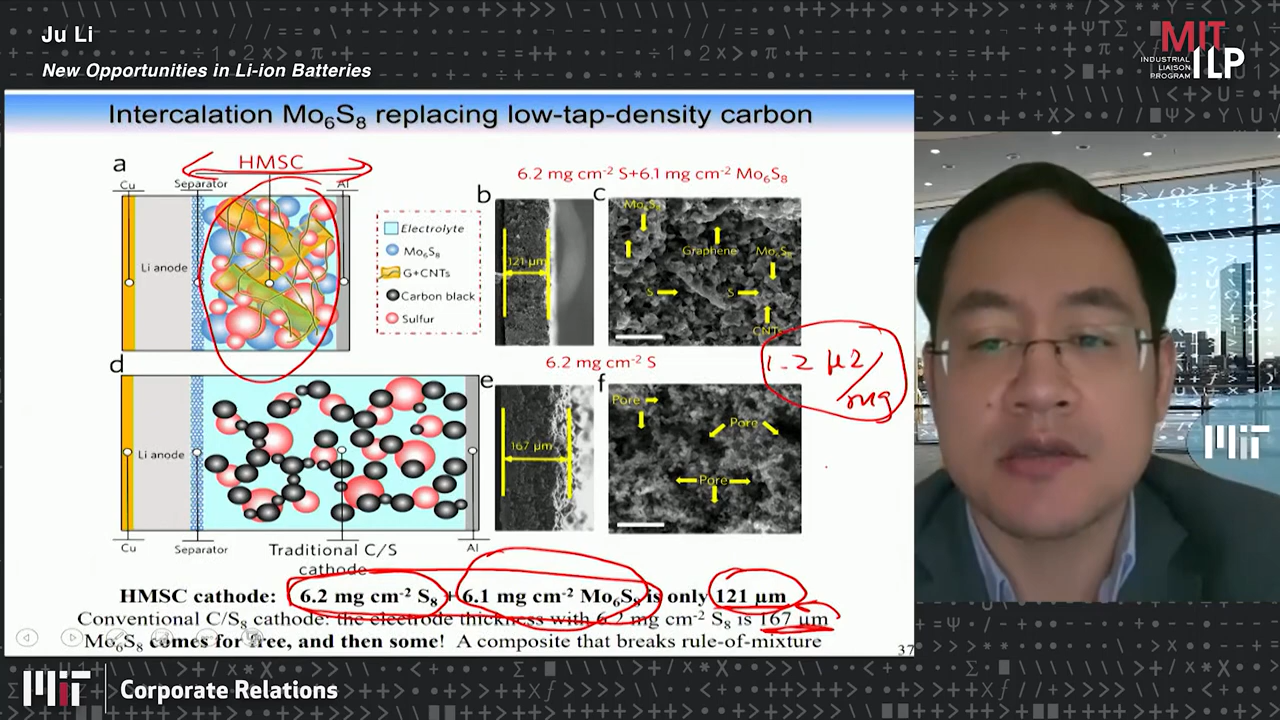 Ju Li
New Opportunities in Li-ion Batteries
MIT
INDUSTRIAL
LIAISON
PROGRAM
ILP
Intercalation Mo₆S₈ replacing low-tap-density carbon
a
HMSC
Cu
Separator
Al
Li anode
Electrolyte
Mo₆S₈
G+CNTs
Carbon black
Sulfur
6.2 mg cm⁻² S+6.1 mg cm⁻² Mo₆S₈
b
121 μm
c
Mo₆S₈
Graphene
Mo₆S₈
S
S
CNTs
d
Li anode
Cu
Separator
Traditional C/S
cathode
Al
6.2 mg cm⁻² S
e
167 μm
f
Pore
Pore
Pore
HMSC cathode: 6.2 mg cm⁻² S₈ + 6.1 mg cm⁻² Mo₆S₈ is only 121 μm
Conventional C/S₈ cathode: the electrode thickness with 6.2 mg cm⁻² S₈ is 167 μm
Mo₆S₈ comes for free, and then some! A composite that breaks rule-of-mixture
37
MIT
MIT
Corporate Relations